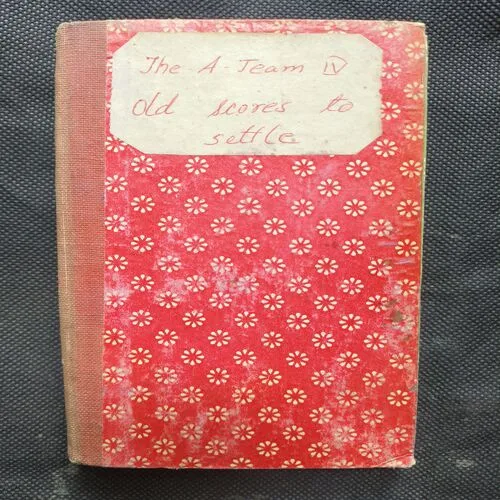 The A-Team IV
Old scores to
settle